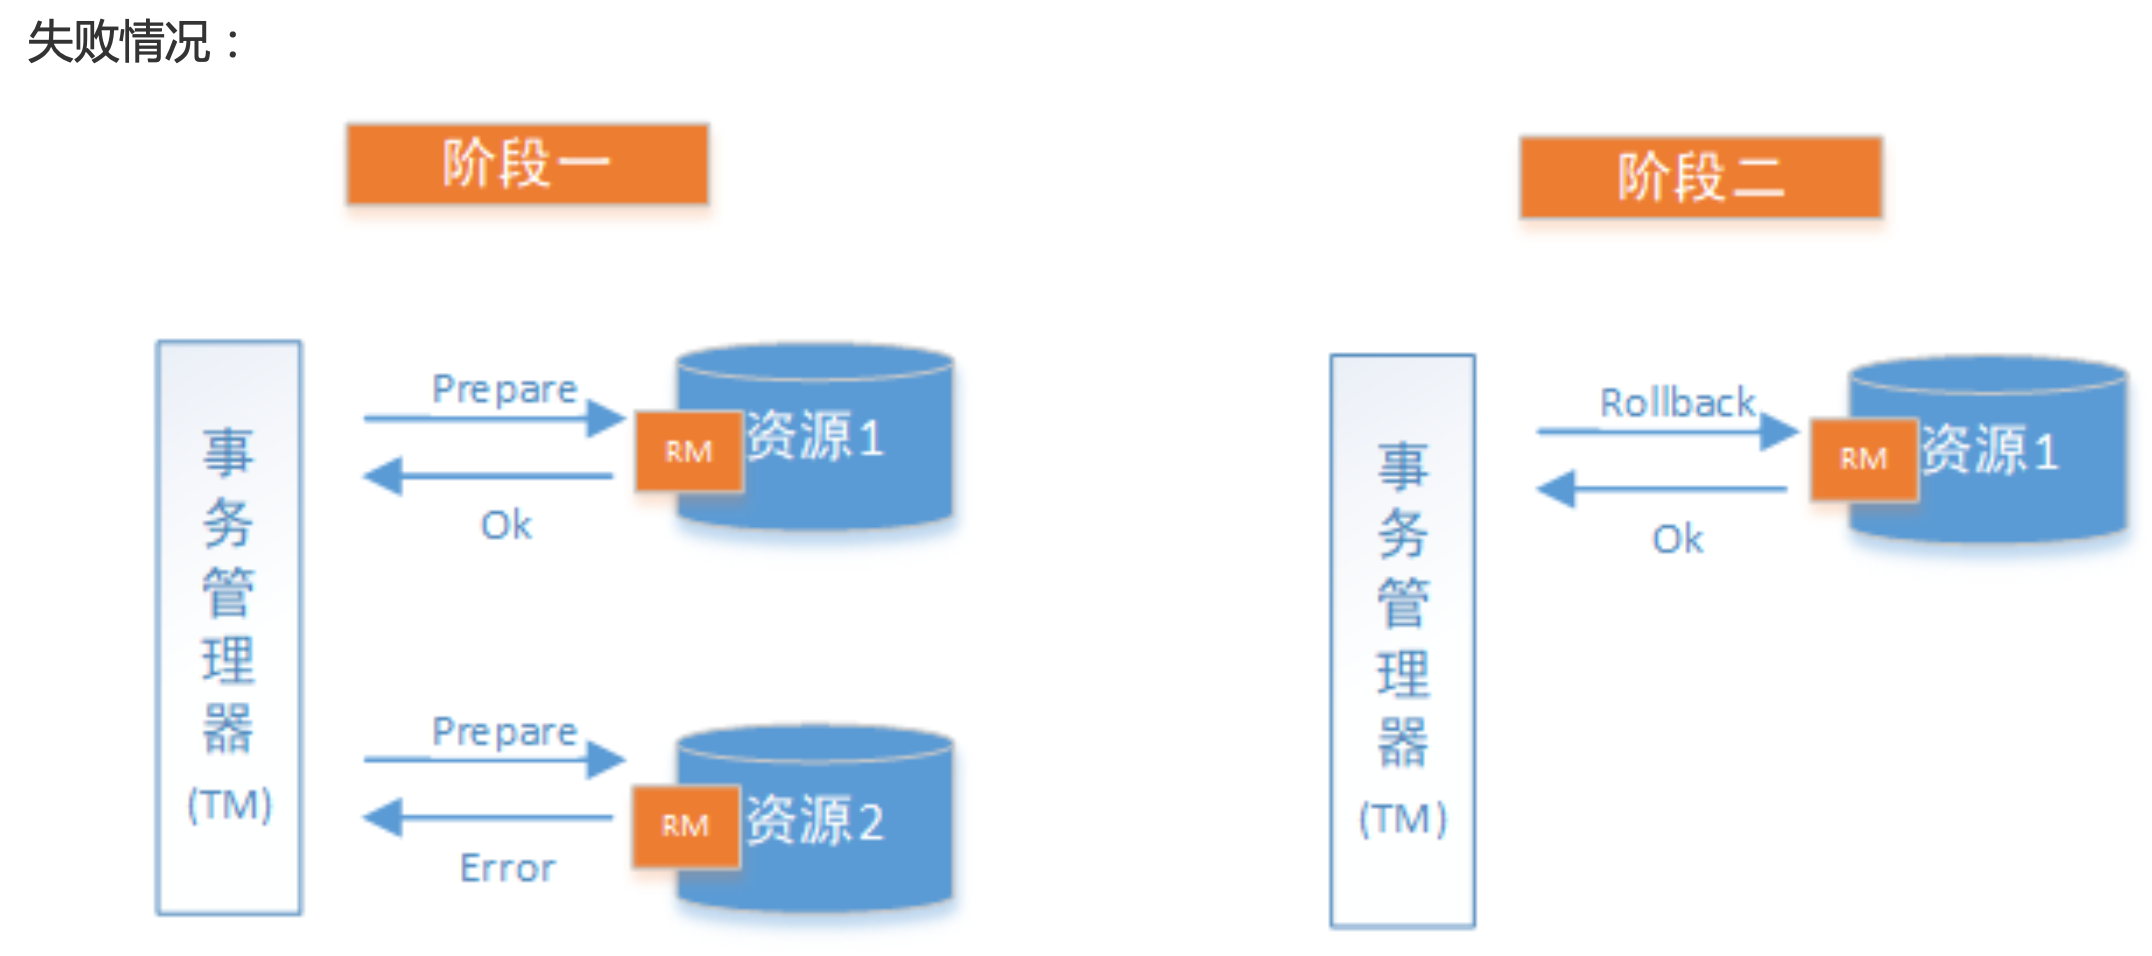 失败情况：
阶段一
事务管理器
(TM)
Prepare
RM
资源1
Ok
Prepare
RM
资源2
Error
阶段二
事务管理器
(TM)
Rollback
RM
资源1
Ok